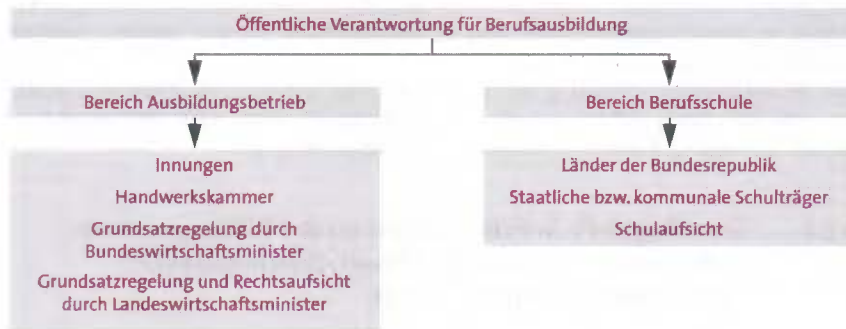 Öffentliche Verantwortung für Berufsausbildung
Bereich Ausbildungsbetrieb
Innungen
Handwerkskammer
Grundsatzregelung durch
Bundeswirtschaftsminister
Grundsatzregelung und Rechtsaufsicht
durch Landeswirtschaftsminister
Bereich Berufsschule
Länder der Bundesrepublik
Staatliche bzw. kommunale Schulträger
Schulaufsicht